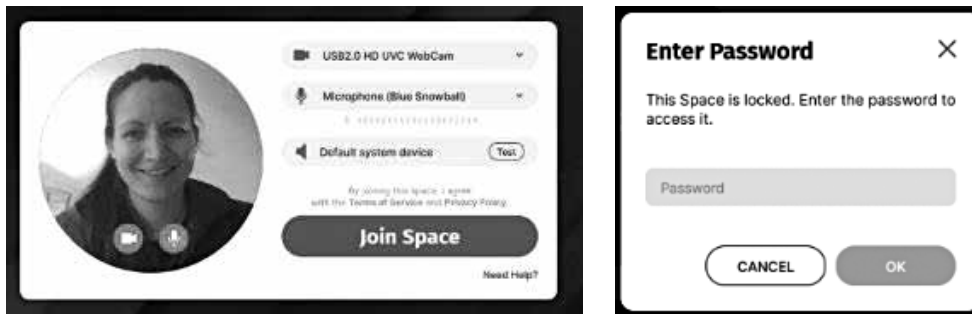 USB2.0 HD UVC WebCam
Microphone (Blue Snowball)
Default system device
Test
By joining this space, I agree
with the Terms of Service and Privacy Policy.
Join Space
Need Help?
Enter Password
This Space is locked. Enter the password to
access it.
Password
CANCEL
OK